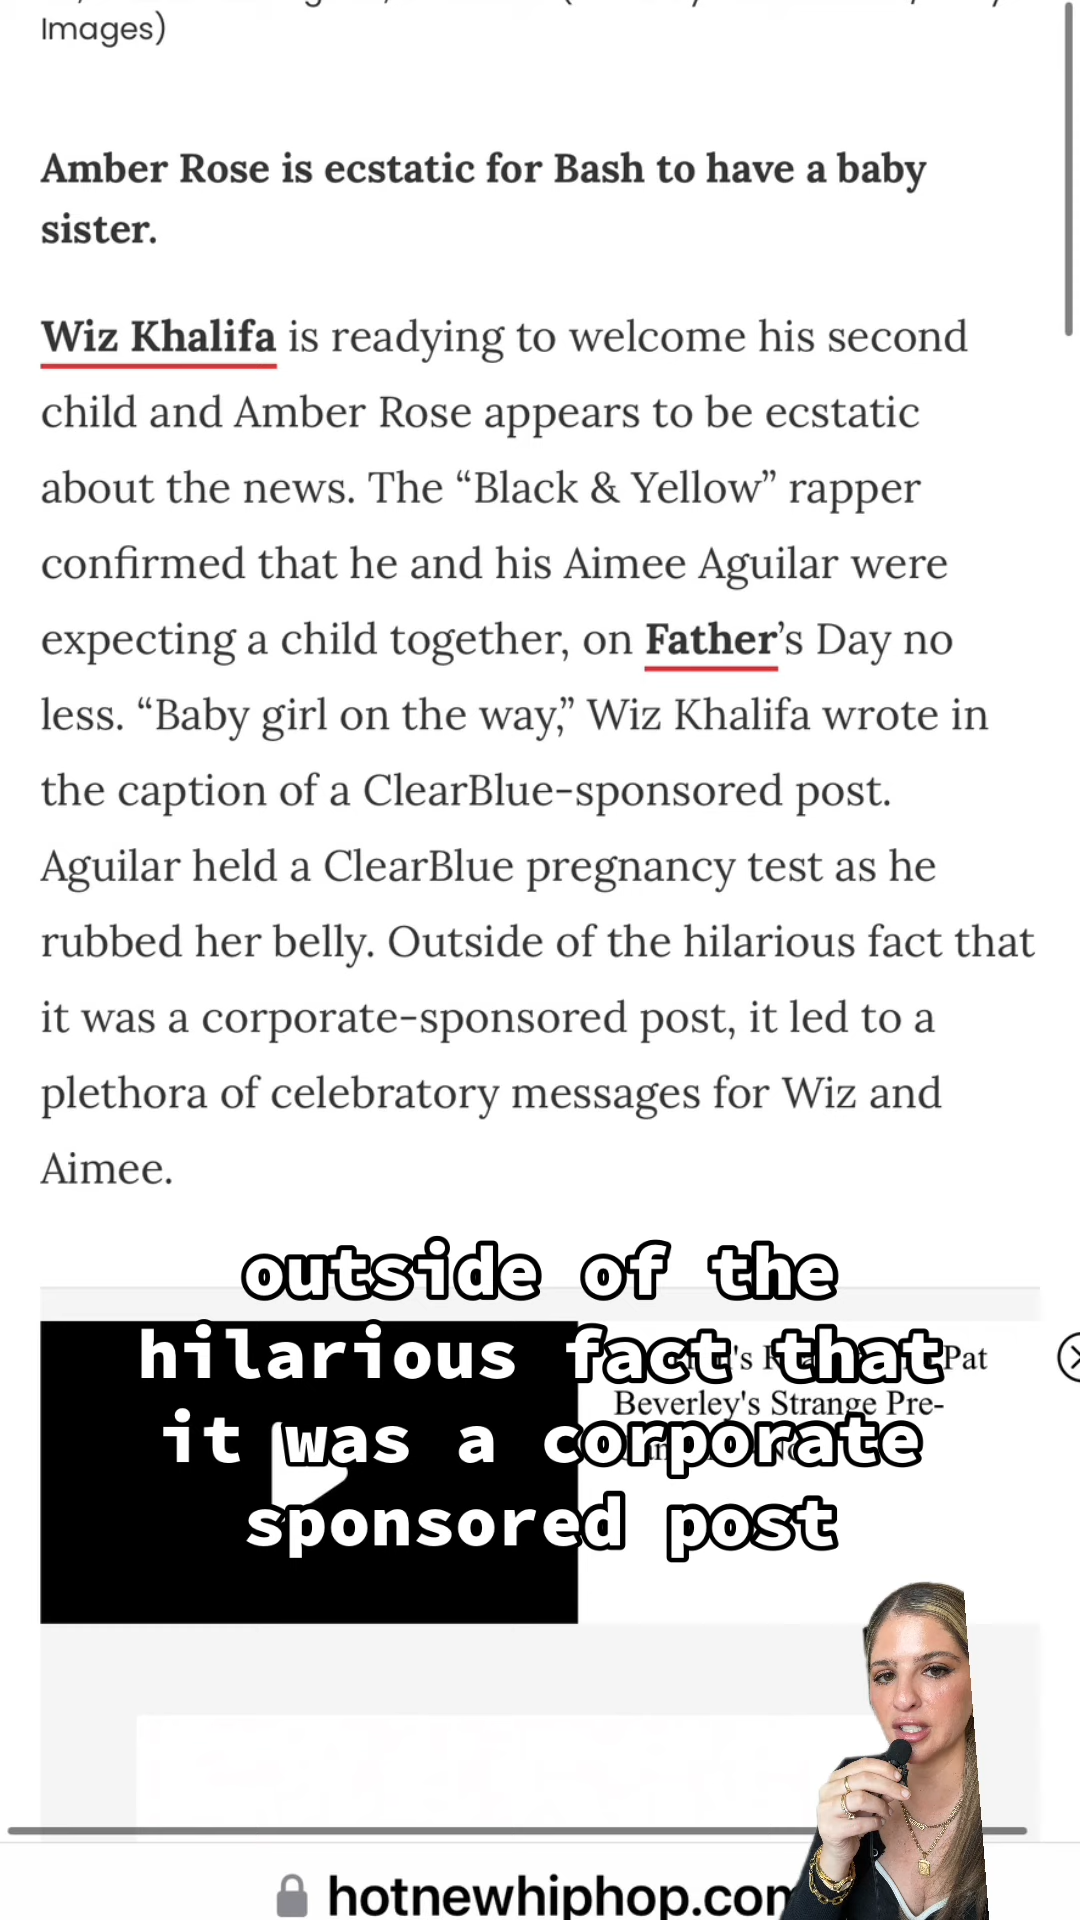 Images)
Amber Rose is ecstatic for Bash to have a baby
sister.
Wiz Khalifa is readying to welcome his second
child and Amber Rose appears to be ecstatic
about the news. The “Black & Yellow” rapper
confirmed that he and his Aimee Aguilar were
expecting a child together, on Father’s Day no
less. “Baby girl on the way,” Wiz Khalifa wrote in
the caption of a ClearBlue-sponsored post.
Aguilar held a ClearBlue pregnancy test as he
rubbed her belly. Outside of the hilarious fact that
it was a corporate-sponsored post, it led to a
plethora of celebratory messages for Wiz and
Aimee.
outside of the
hilarious fact that
it was a corporate
sponsored post
Pat
Beverley's Strange Pre-
hotnewhiphop.com